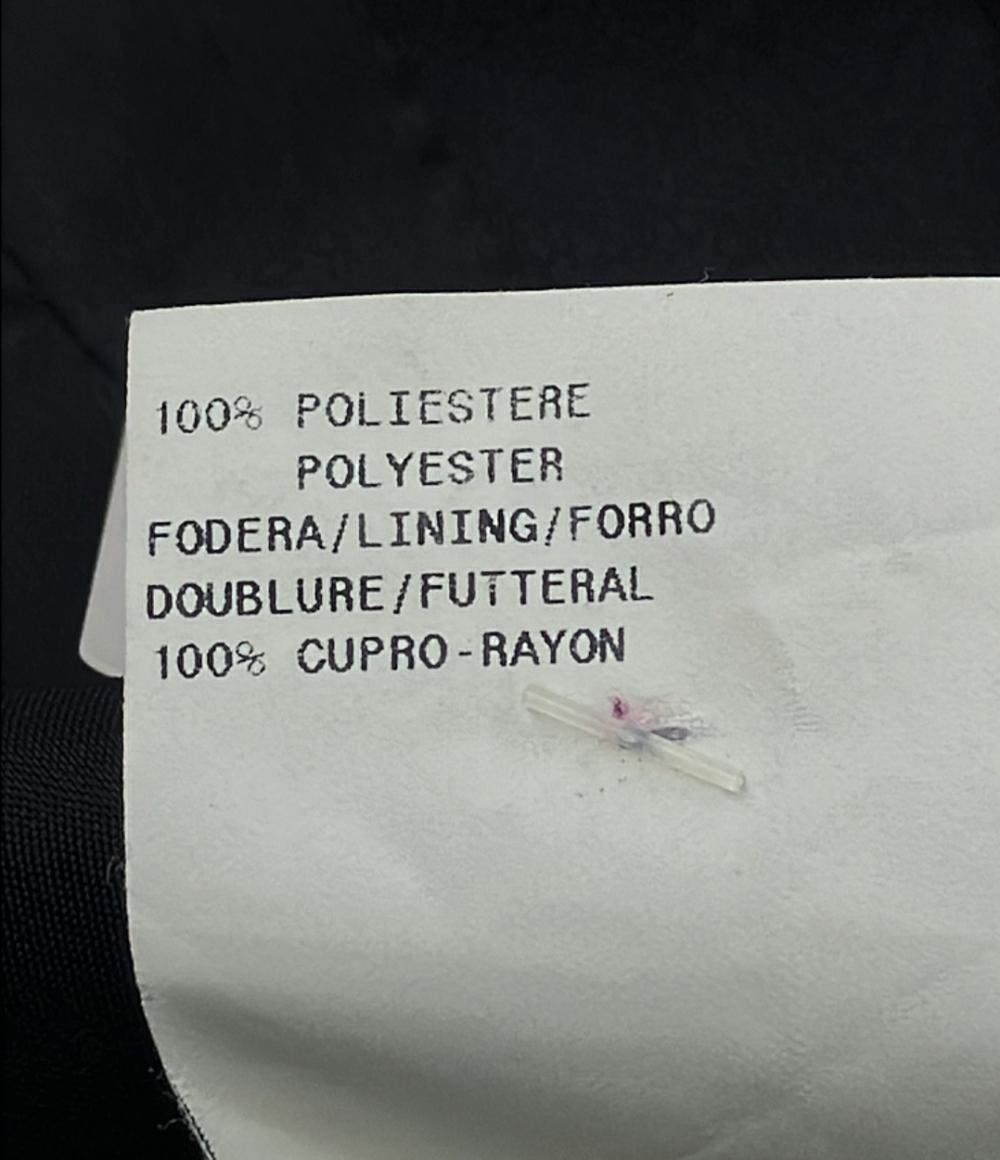 100% POLIESTERE
POLYESTER
FODERA/LINING/FORRO
DOUBLURE/FUTTERAL
100% CUPRO-RAYON